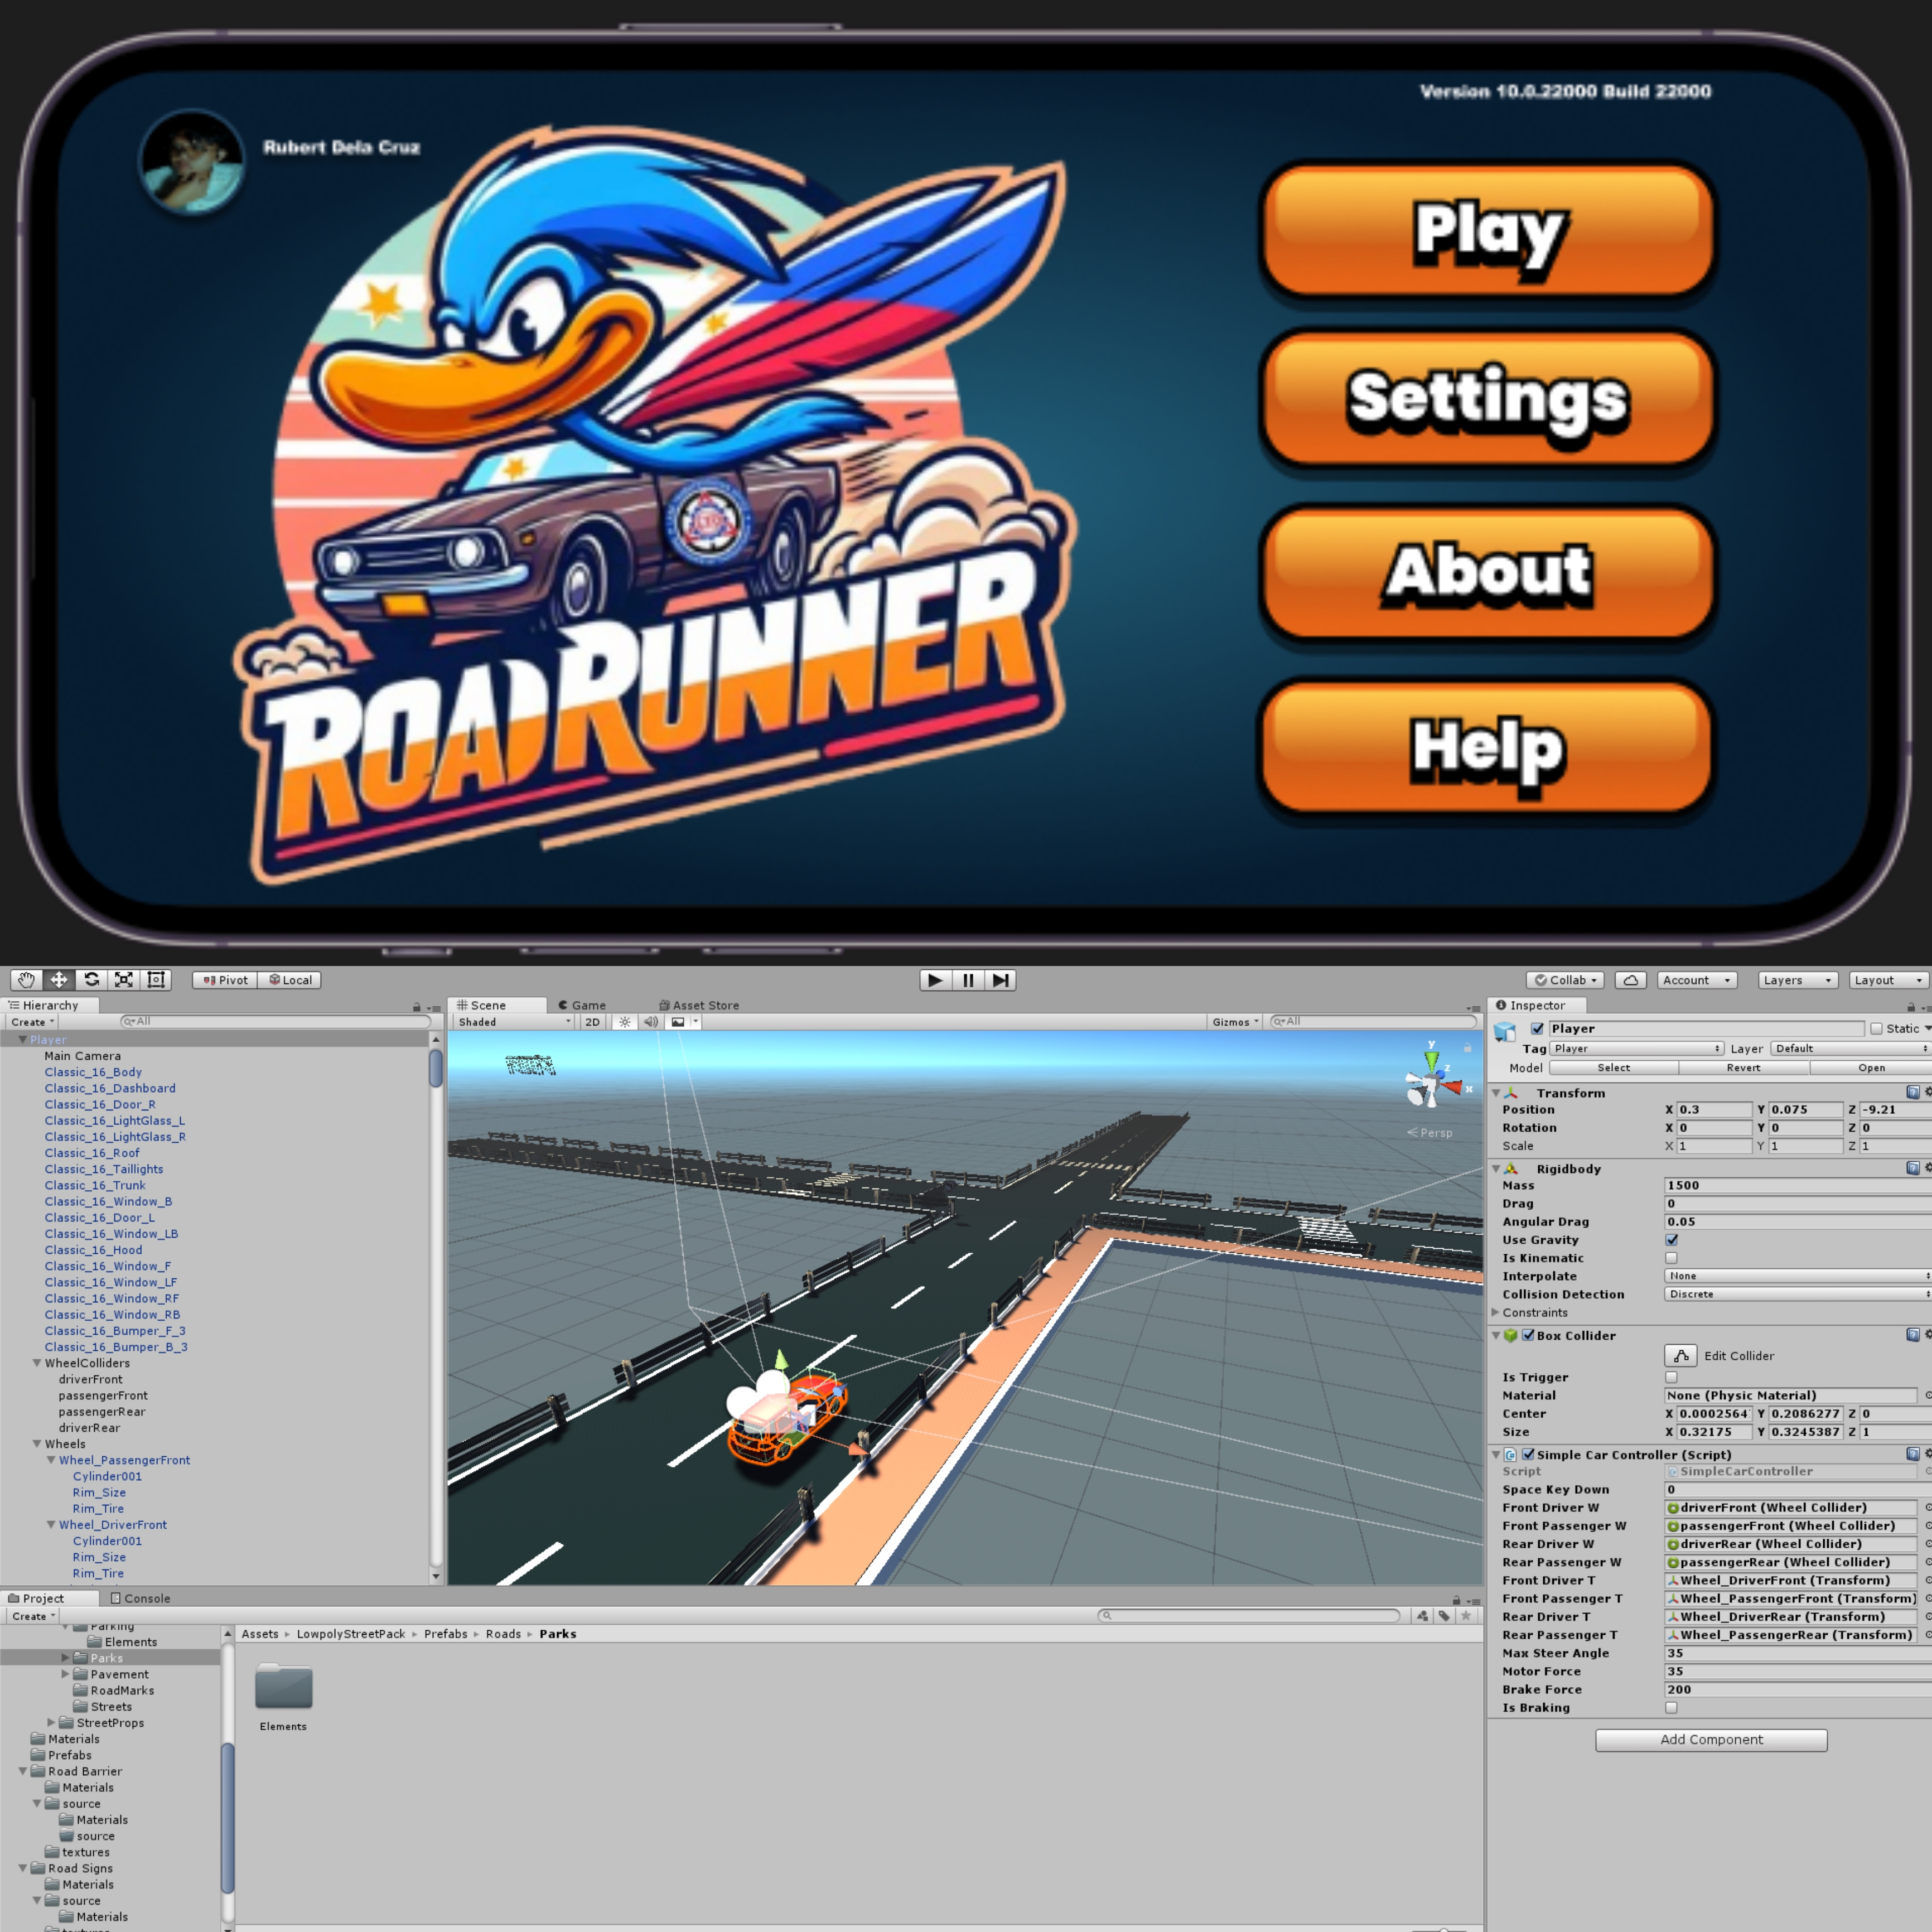 Version 10.0.22000 Build 22000
Rubert Dela Cruz
Play
Settings
About
Help
LTO
ROADRUNNER
Pivot Local
Collab Account Layers Layout
Hierarchy
Create All
Player
Main Camera
Classic_16_Body
Classic_16_Dashboard
Classic_16_Door_R
Classic_16_LightGlass_L
Classic_16_LightGlass_R
Classic_16_Roof
Classic_16_Taillights
Classic_16_Trunk
Classic_16_Window_B
Classic_16_Door_L
Classic_16_Window_LB
Classic_16_Hood
Classic_16_Window_F
Classic_16_Window_LF
Classic_16_Window_RF
Classic_16_Window_RB
Classic_16_Bumper_F_3
Classic_16_Bumper_B_3
WheelColliders
driverFront
passengerFront
passengerRear
driverRear
Wheels
Wheel_PassengerFront
Cylinder001
Rim_Size
Rim_Tire
Wheel_DriverFront
Cylinder001
Rim_Size
Rim_Tire
Scene Game Asset Store
Shaded 2D Gizmos All
y
z
x
Persp
Inspector
Player Static
Tag Player Layer Default
Model Select Revert Open
Transform
Position X 0.3 Y 0.075 Z -9.21
Rotation X 0 Y 0 Z 0
Scale X 1 Y 1 Z 1
Rigidbody
Mass 1500
Drag 0
Angular Drag 0.05
Use Gravity
Is Kinematic
Interpolate None
Collision Detection Discrete
Constraints
Box Collider
Edit Collider
Is Trigger
Material None (Physic Material)
Center X 0.0002564 Y 0.2086277 Z 0
Size X 0.32175 Y 0.3245387 Z 1
Simple Car Controller (Script)
Script SimpleCarController
Space Key Down 0
Front Driver W driverFront (Wheel Collider)
Front Passenger W passengerFront (Wheel Collider)
Rear Driver W driverRear (Wheel Collider)
Rear Passenger W passengerRear (Wheel Collider)
Front Driver T Wheel_DriverFront (Transform)
Front Passenger T Wheel_PassengerFront (Transform)
Rear Driver T Wheel_DriverRear (Transform)
Rear Passenger T Wheel_PassengerRear (Transform)
Max Steer Angle 35
Motor Force 35
Brake Force 200
Is Braking
Add Component
Project Console
Create
Parking
Elements
Parks
Pavement
RoadMarks
Streets
StreetProps
Materials
Prefabs
Road Barrier
Materials
source
Materials
source
textures
Road Signs
Materials
source
Materials
Assets LowpolyStreetPack Prefabs Roads Parks
Elements